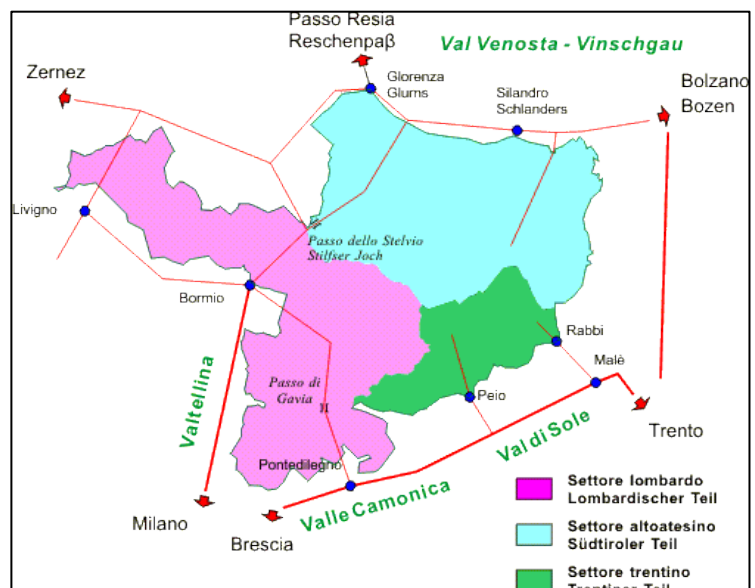 Passo Resia
Reschenpaβ
Val Venosta - Vinschgau
Zernez
Glorenza
Glurns
Silandro
Schlanders
Bolzano
Bozen
Livigno
Passo dello Stelvio
Stilfser Joch
Bormio
Rabbi
Malè
Passo di
Gavia
Peio
Valtellina
Val di Sole
Trento
Pontedilegno
Valle Camonica
Milano
Brescia
Settore lombardo
Lombardischer Teil
Settore altoatesino
Südtiroler Teil
Settore trentino
Trentiner Teil